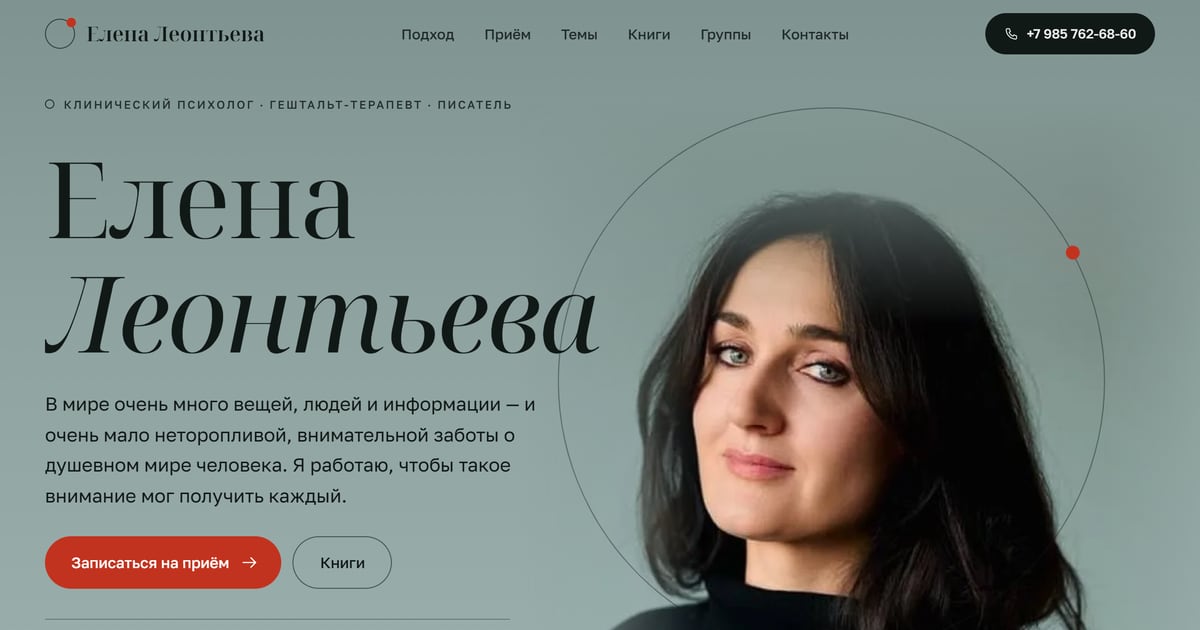 Елена Леонтьева
Подход
Приём
Темы
Книги
Группы
Контакты
+7 985 762-68-60
КЛИНИЧЕСКИЙ ПСИХОЛОГ · ГЕШТАЛЬТ-ТЕРАПЕВТ · ПИСАТЕЛЬ
Елена
Леонтьева
В мире очень много вещей, людей и информации — и
очень мало неторопливой, внимательной заботы о
душевном мире человека. Я работаю, чтобы такое
внимание мог получить каждый.
Записаться на приём →
Книги